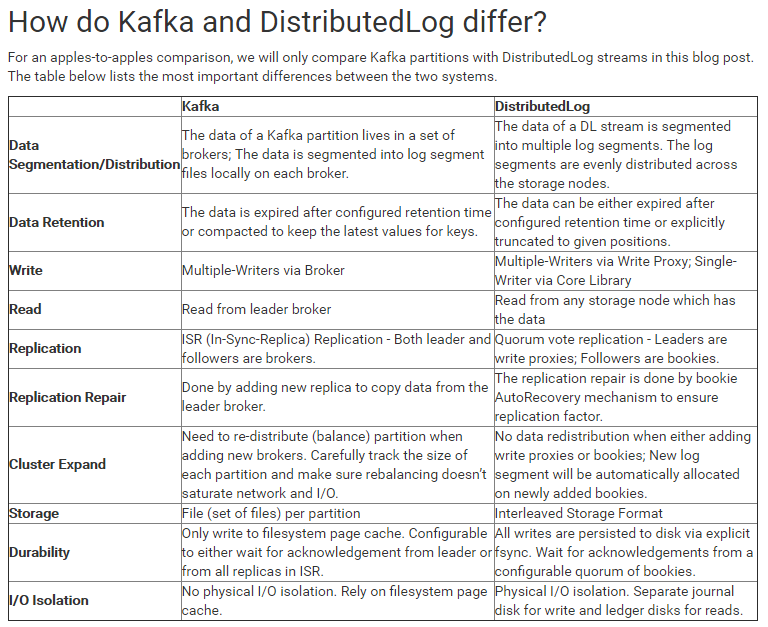 How do Kafka and DistributedLog differ?
For an apples-to-apples comparison, we will only compare Kafka partitions with DistributedLog streams in this blog post.
The table below lists the most important differences between the two systems.
Kafka
DistributedLog
Data
Segmentation/Distribution
The data of a Kafka partition lives in a set of
brokers; The data is segmented into log segment
files locally on each broker.
The data of a DL stream is segmented
into multiple log segments. The log
segments are evenly distributed across
the storage nodes.
Data Retention
The data is expired after configured retention time
or compacted to keep the latest values for keys.
The data can be either expired after
configured retention time or explicitly
truncated to given positions.
Write
Multiple-Writers via Broker
Multiple-Writers via Write Proxy; Single-
Writer via Core Library
Read
Read from leader broker
Read from any storage node which has
the data
Replication
ISR (In-Sync-Replica) Replication - Both leader and
followers are brokers.
Quorum vote replication - Leaders are
write proxies; Followers are bookies.
Replication Repair
Done by adding new replica to copy data from the
leader broker.
The replication repair is done by bookie
AutoRecovery mechanism to ensure
replication factor.
Cluster Expand
Need to re-distribute (balance) partition when
adding new brokers. Carefully track the size of
each partition and make sure rebalancing doesn't
saturate network and I/O.
No data redistribution when either adding
write proxies or bookies; New log
segment will be automatically allocated
on newly added bookies.
Storage
File (set of files) per partition
Interleaved Storage Format
Durability
Only write to filesystem page cache. Configurable
to either wait for acknowledgement from leader or
from all replicas in ISR.
All writes are persisted to disk via explicit
fsync. Wait for acknowledgements from a
configurable quorum of bookies.
I/O Isolation
No physical I/O isolation. Rely on filesystem page
cache.
Physical I/O isolation. Separate journal
disk for write and ledger disks for reads.